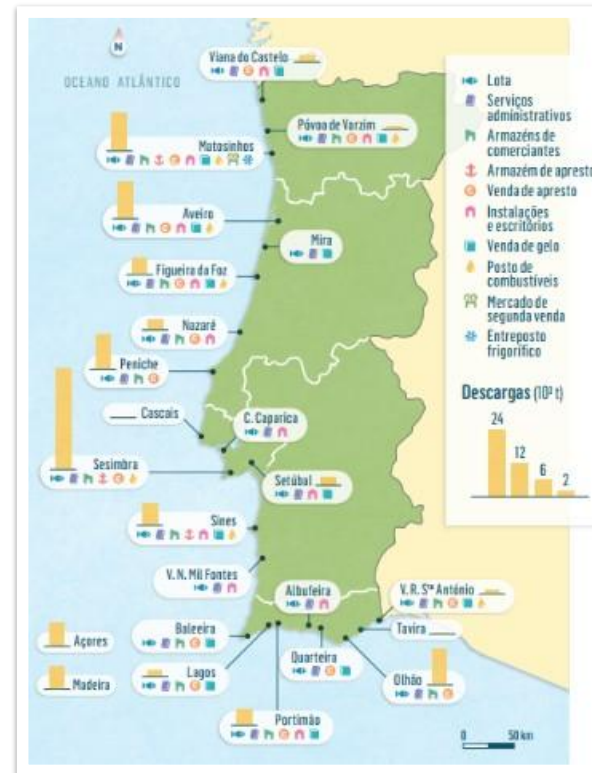 N
OCEANO ATLÂNTICO
Viana do Castelo
Póvoa de Varzim
Matosinhos
Aveiro
Mira
Figueira da Foz
Nazaré
Peniche
Cascais
C. Caparica
Sesimbra
Setúbal
Sines
V.N. Mil Fontes
Albufeira
V. R. Sto António
Açores
Baleeira
Tavira
Madeira
Lagos
Quarteira
Olhão
Portimão
0 50 km
Lota
Serviços
administrativos
Armazéns de
comerciantes
Armazém de apresto
Venda de apresto
Instalações
e escritórios
Venda de gelo
Posto de
combustíveis
Mercado de
segunda venda
Entreposto
frigorífico
Descargas (10³ t)
24
12
6
2